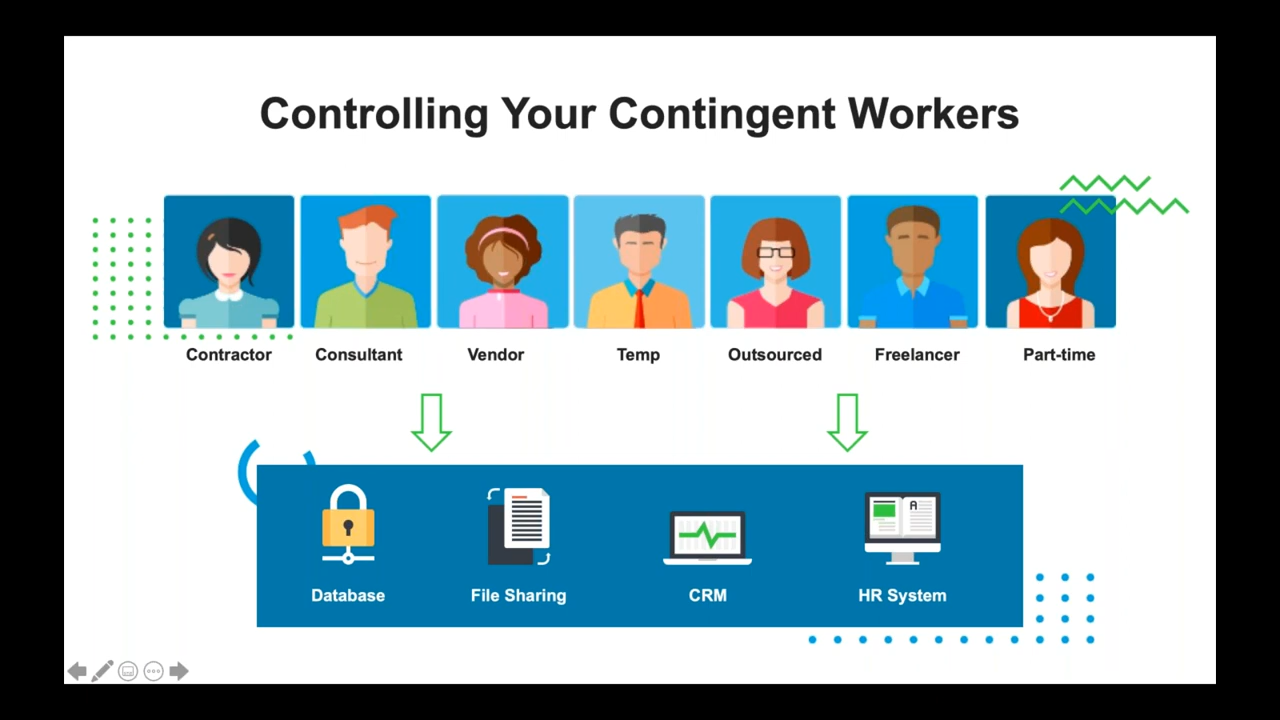 Controlling Your Contingent Workers
Contractor Consultant Vendor Temp Outsourced Freelancer Part-time
Database File Sharing CRM HR System